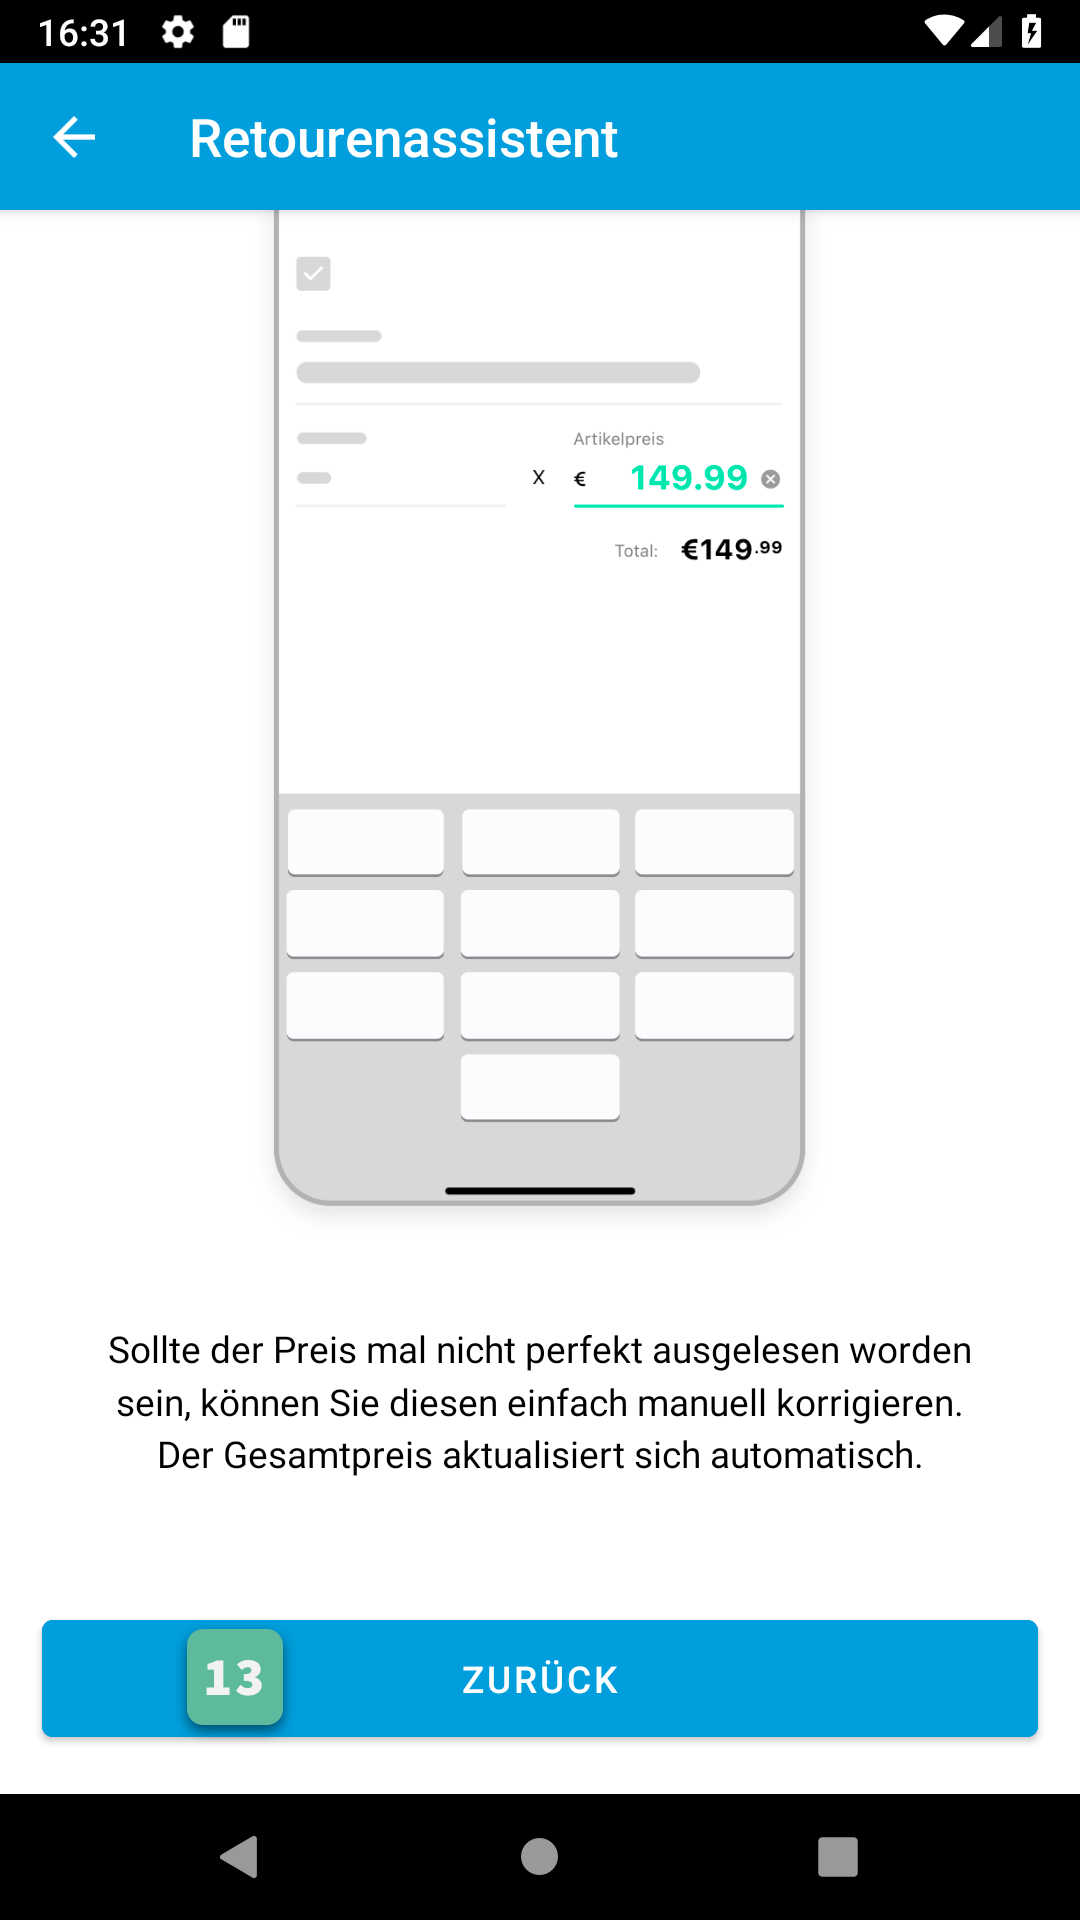 16:31
Retourenassistent
Artikelpreis
X € 149.99
Total: €149.99
Sollte der Preis mal nicht perfekt ausgelesen worden
sein, können Sie diesen einfach manuell korrigieren.
Der Gesamtpreis aktualisiert sich automatisch.
13 ZURÜCK